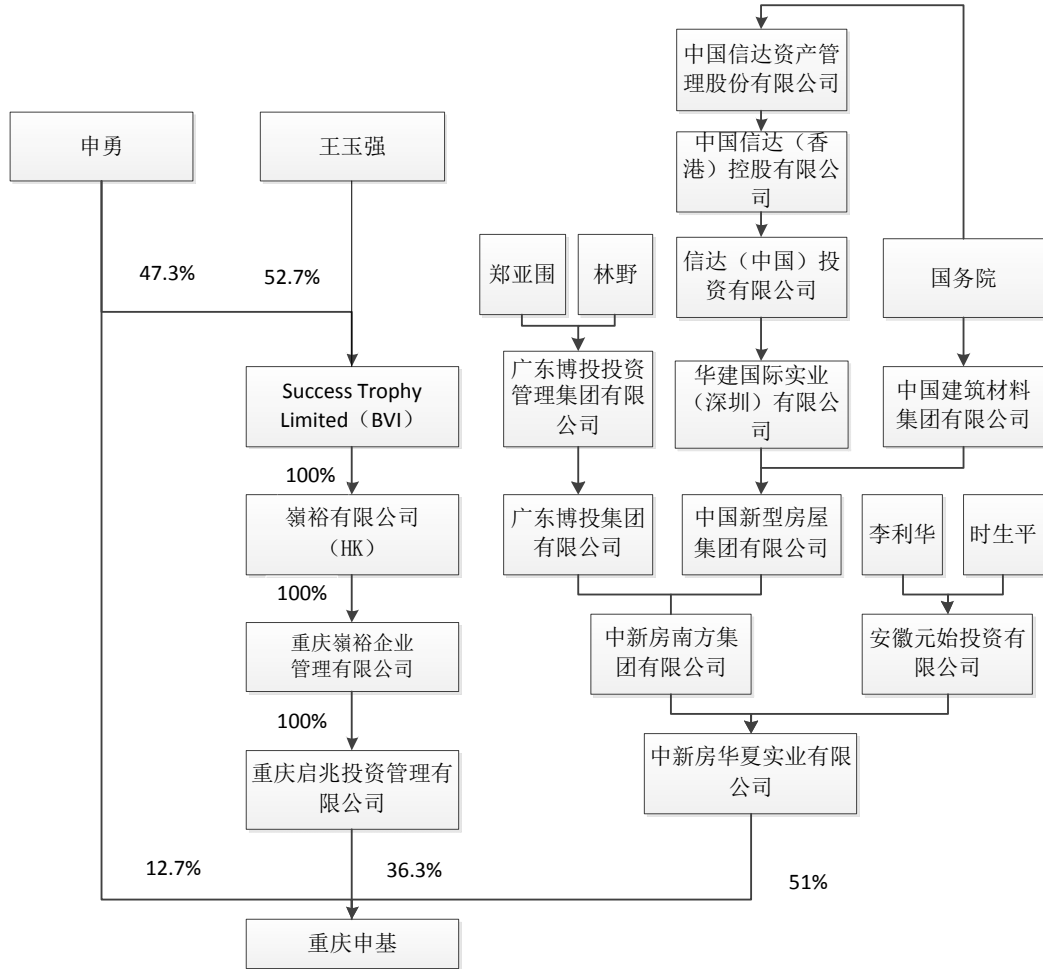 中国信达资产管
理股份有限公司
申勇
王玉强
中国信达（香
港）控股有限公
司
47.3%
52.7%
郑亚围
林野
信达（中国）投
资有限公司
国务院
Success Trophy
Limited（BVI）
广东博投投资
管理集团有限
公司
华建国际实业
（深圳）有限公
司
中国建筑材料
集团有限公司
100%
嶺裕有限公司
（HK）
广东博投集团
有限公司
中国新型房屋
集团有限公司
李利华
时生平
100%
重庆嶺裕企业
管理有限公司
中新房南方集
团有限公司
安徽元始投资有
限公司
100%
重庆启兆投资管理有
限公司
中新房华夏实业有限
公司
12.7%
36.3%
51%
重庆申基